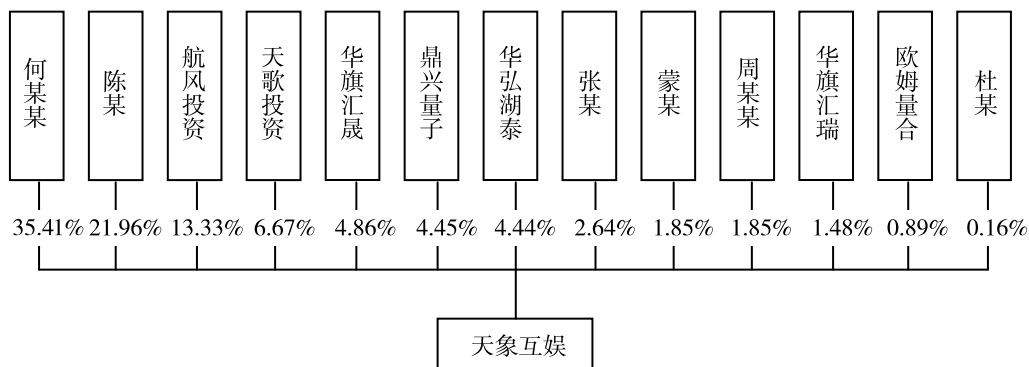 何某某
陈某
航风投资
天歌投资
华旗汇晟
鼎兴量子
华弘湖泰
张某
蒙某
周某某
华旗汇瑞
欧姆量合
杜某
35.41% 21.96% 13.33% 6.67% 4.86% 4.45% 4.44% 2.64% 1.85% 1.85% 1.48% 0.89% 0.16%
天象互娱